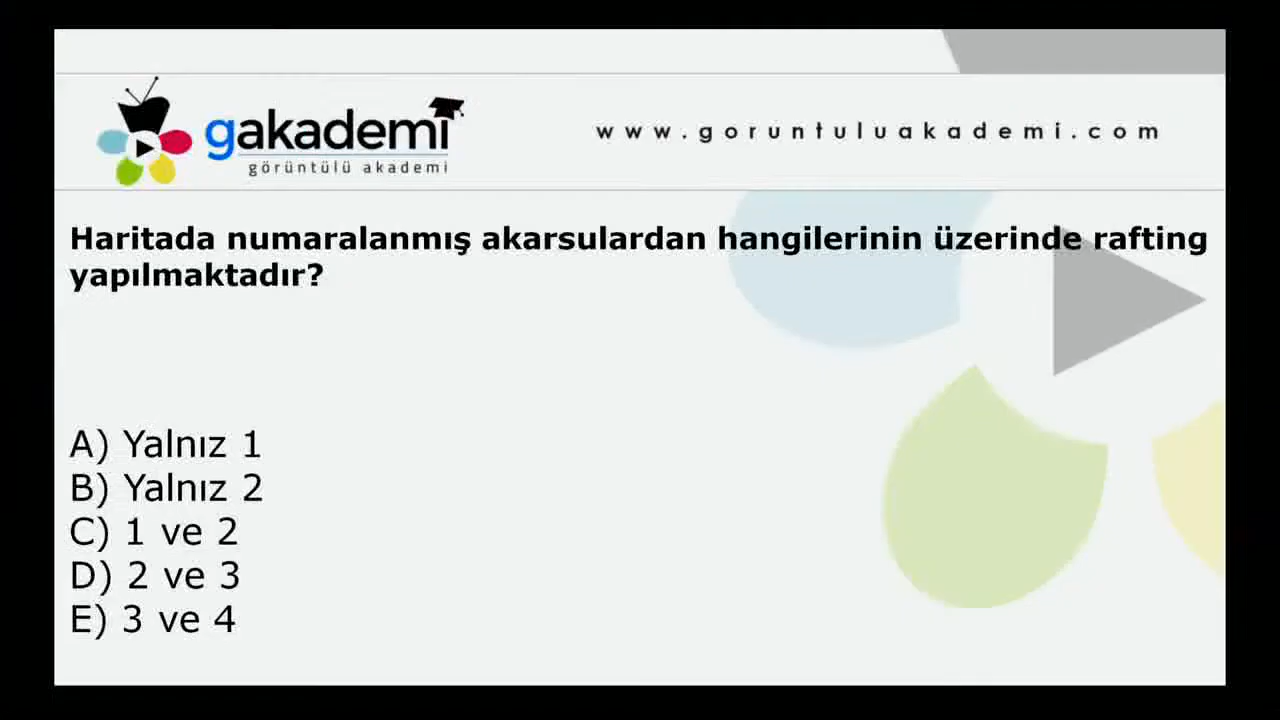 gakademi
görüntülü akademi
www.goruntuluakademi.com
Haritada numaralanmış akarsulardan hangilerinin üzerinde rafting
yapılmaktadır?
A) Yalnız 1
B) Yalnız 2
C) 1 ve 2
D) 2 ve 3
E) 3 ve 4